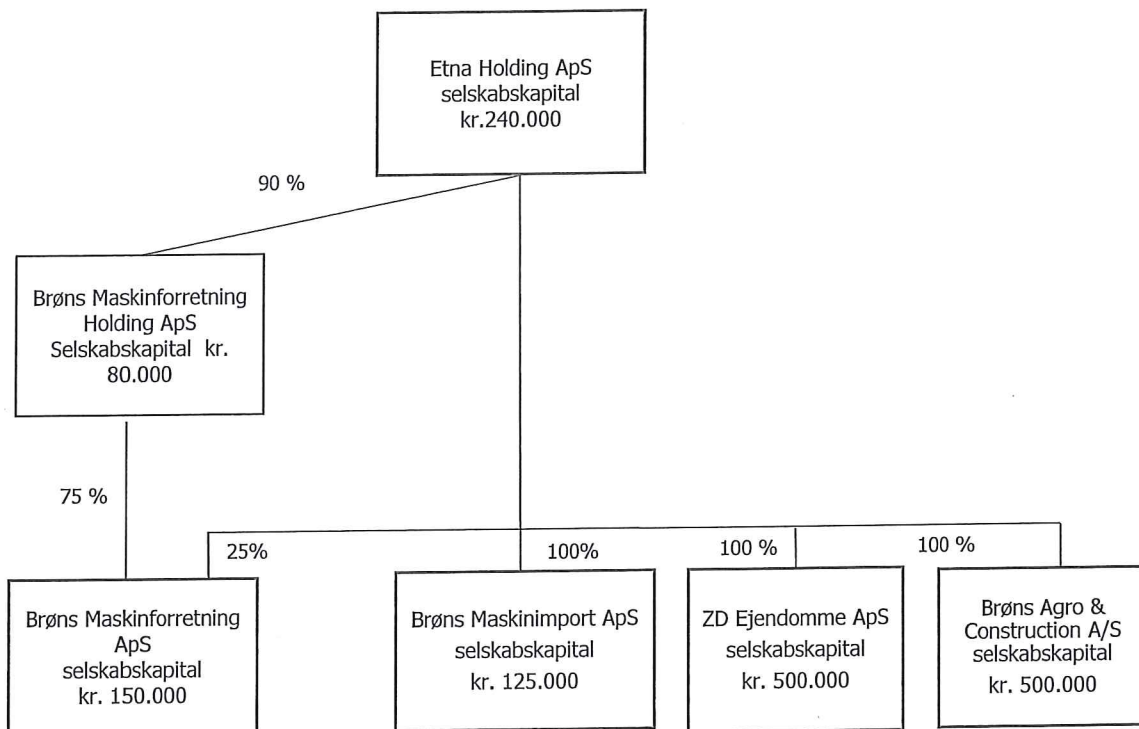 Etna Holding ApS
selskabskapital
kr.240.000
90 %
Brøns Maskinforretning
Holding ApS
Selskabskapital kr.
80.000
75 %
25%
100%
100 %
100 %
Brøns Maskinforretning
ApS
selskabskapital
kr. 150.000
Brøns Maskinimport ApS
selskabskapital
kr. 125.000
ZD Ejendomme ApS
selskabskapital
kr. 500.000
Brøns Agro &
Construction A/S
selskabskapital
kr. 500.000